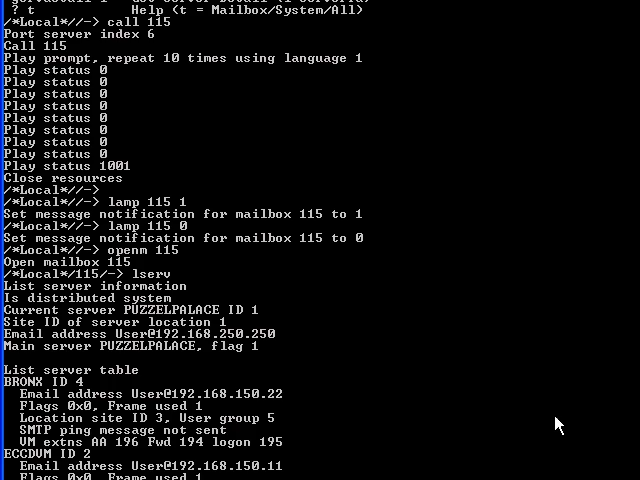 ? t Help (t = Mailbox/System/All)
/*Local*//-> call 115
Port server index 6
Call 115
Play prompt, repeat 10 times using language 1
Play status 0
Play status 0
Play status 0
Play status 0
Play status 0
Play status 0
Play status 0
Play status 0
Play status 1001
Close resources
/*Local*//->
/*Local*//-> lamp 115 1
Set message notification for mailbox 115 to 1
/*Local*//-> lamp 115 0
Set message notification for mailbox 115 to 0
/*Local*//-> openm 115
Open mailbox 115
/*Local*/115/-> lserv
List server information
Is distributed system
Current server PUZZELPALACE ID 1
Site ID of server location 1
Email address User@192.168.250.250
Main server PUZZELPALACE, flag 1
List server table
BRONX ID 4
Email address User@192.168.150.22
Flags 0x0, Frame used 1
Location site ID 3, User group 5
SMTP ping message not sent
VM extns AA 196 Fwd 194 logon 195
ECCDVM ID 2
Email address User@192.168.150.11
Flags 0x0, Frame used 1